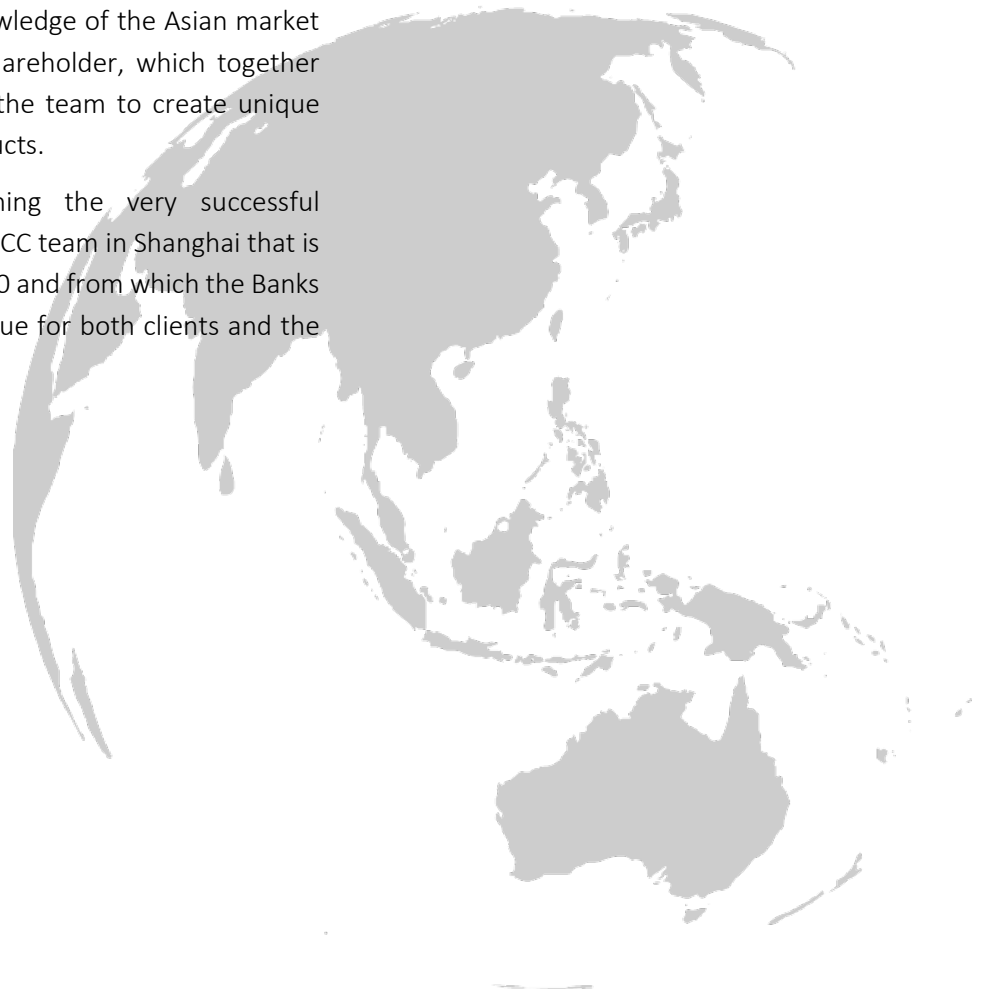 wledge of the Asian market
areholder, which together
the team to create unique
ucts.
ning the very successful
CC team in Shanghai that is
0 and from which the Banks
ue for both clients and the